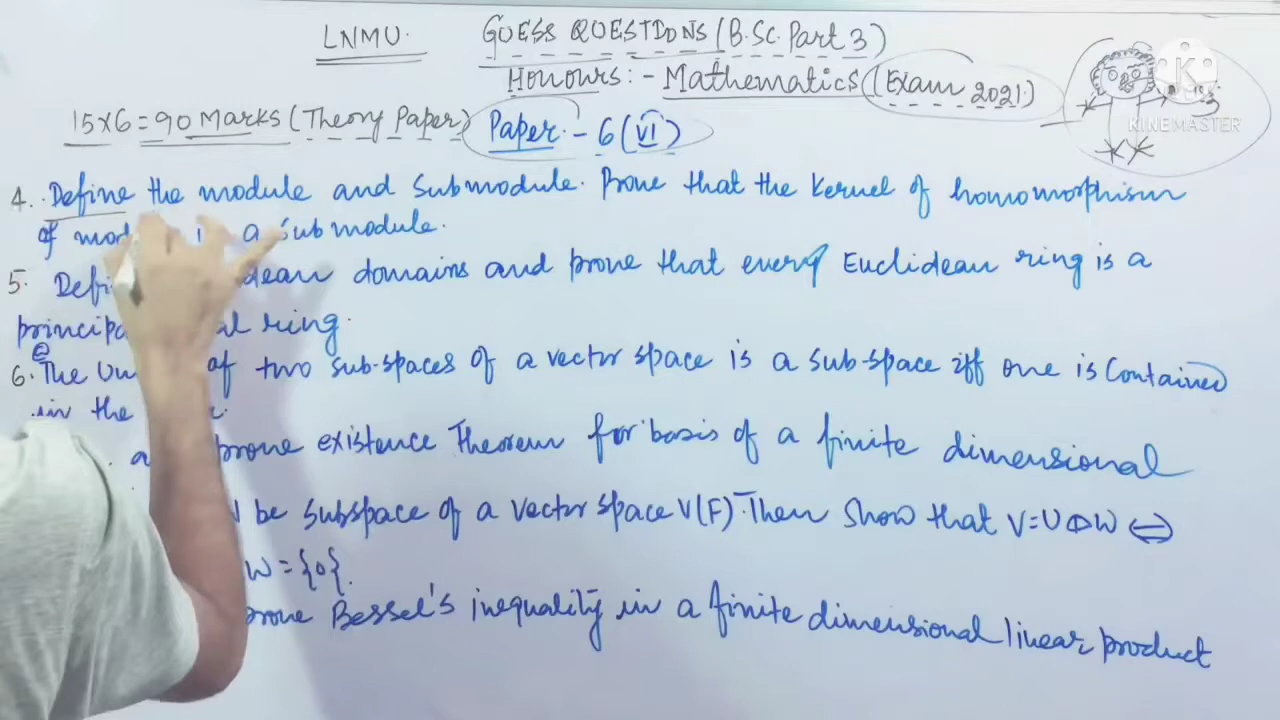 LNMU. GUESS QUESTIONS (B.Sc. Part 3)
Honours:- Mathematics (Exam 2021)
15x6=90 Marks (Theory Paper) Paper - 6 (VI)
KINEMASTER
4. Define the module and submodule. Prove that the Kernel of homomorphism
of a submodule.
5. domains and prove that every Euclidean ring is a
ring.
6. The of two sub-spaces of a vector space is a sub-space iff one is Contained
in the
prove existence Theorem for basis of a finite dimensional
be subspace of a vector space V(F). Then Show that V=U⊕W ⇔
W = {0}.
Bessel's inequality in a finite dimensional linear product